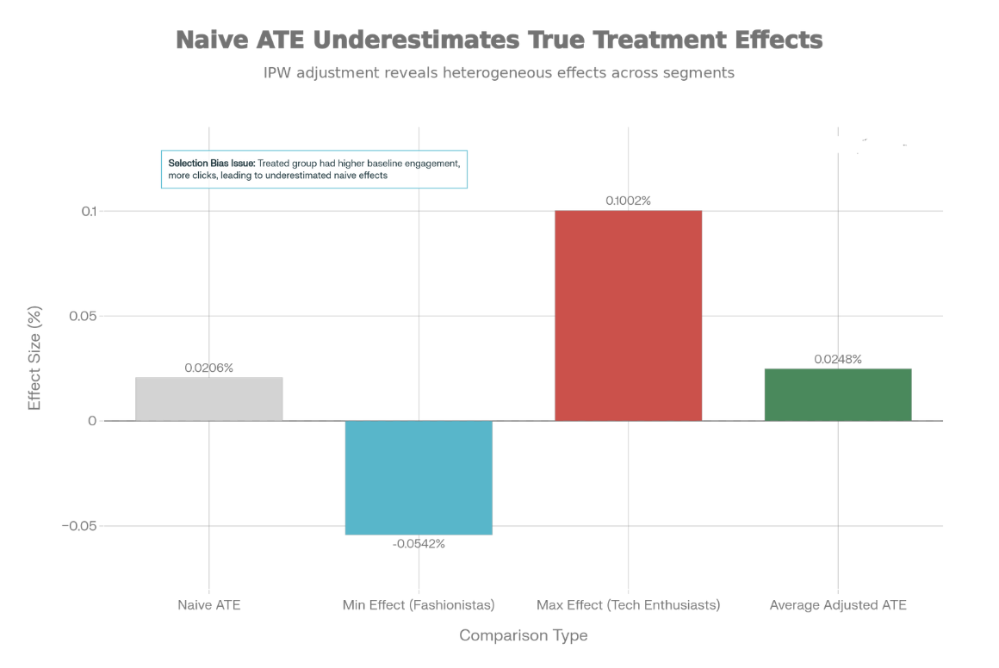 Naive ATE Underestimates True Treatment Effects
IPW adjustment reveals heterogeneous effects across segments
Selection Bias Issue: Treated group had higher baseline engagement,
more clicks, leading to underestimated naive effects
0.1002%
0.1
0.05
0.0206%
0.0248%
0
−0.05
-0.0542%
Effect Size (%)
Naive ATE
Min Effect (Fashionistas)
Max Effect (Tech Enthusiasts)
Average Adjusted ATE
Comparison Type